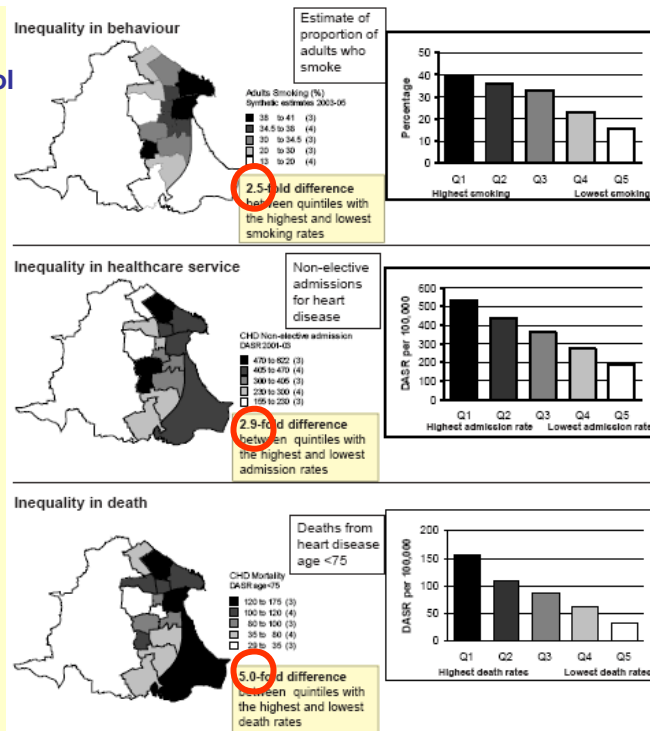 ol
Inequality in behaviour
Estimate of
proportion of
adults who
smoke
Adults Smoking (%)
Synthetic estimates 2003-05
38 to 41 (3)
34.5 to 38 (4)
30 to 34.5 (3)
20 to 30 (3)
13 to 20 (4)
2.5-fold difference
between quintiles with
the highest and lowest
smoking rates
Percentage
50
40
30
20
10
0
Q1 Q2 Q3 Q4 Q5
Highest smoking Lowest smoking
Inequality in healthcare service
Non-elective
admissions
for heart
disease
CHD Non-elective admission
DASR 2001-03
470 to 622 (3)
405 to 470 (4)
300 to 405 (3)
230 to 300 (4)
155 to 230 (3)
2.9-fold difference
between quintiles with
the highest and lowest
admission rates
DASR per 100,000
600
500
400
300
200
100
0
Q1 Q2 Q3 Q4 Q5
Highest admission rate Lowest admission rate
Inequality in death
Deaths from
heart disease
age <75
CHD Mortality
DASR age<75
120 to 175 (3)
100 to 120 (4)
80 to 100 (3)
35 to 80 (4)
29 to 35 (3)
5.0-fold difference
between quintiles with
the highest and lowest
death rates
DASR per 100,000
200
150
100
50
0
Q1 Q2 Q3 Q4 Q5
Highest death rates Lowest death rates